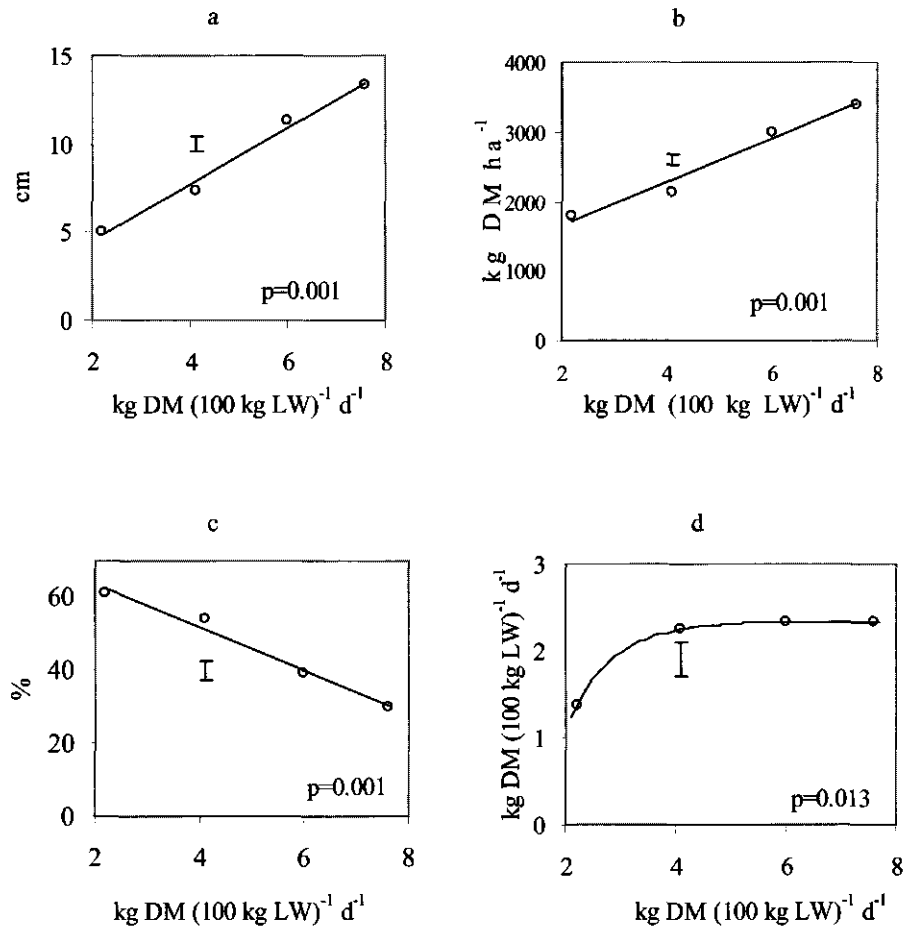 a
15
10
5
0
cm
p=0.001
2 4 6 8
kg DM (100 kg LW)⁻¹ d⁻¹
b
4000
3000
2000
1000
0
kg DM ha⁻¹
p=0.001
2 4 6 8
kg DM (100 kg LW)⁻¹ d⁻¹
c
60
40
20
0
%
p=0.001
2 4 6 8
kg DM (100 kg LW)⁻¹ d⁻¹
d
3
2
1
0
kg DM (100 kg LW)⁻¹ d⁻¹
p=0.013
2 4 6 8
kg DM (100 kg LW)⁻¹ d⁻¹